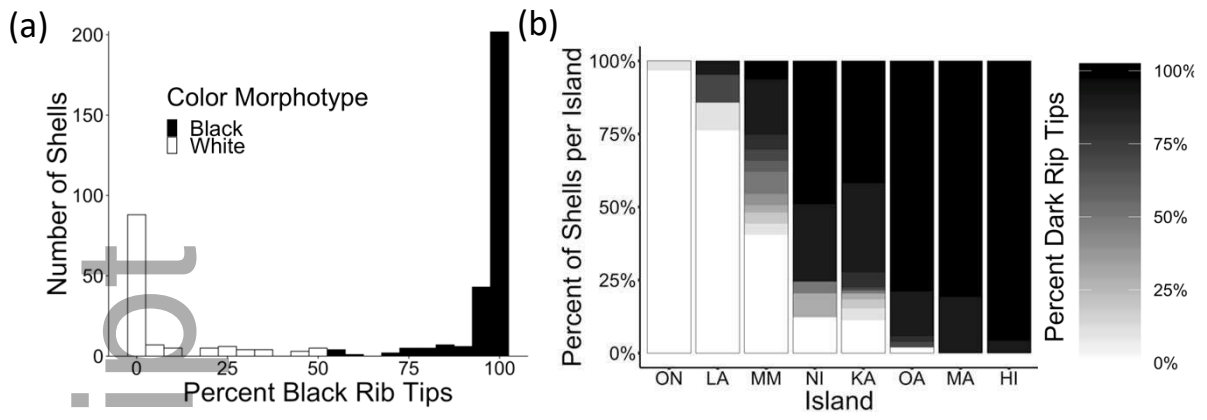 (a)
200
150
100
50
0
Number of Shells
Color Morphotype
Black
White
0 25 50 75 100
Percent Black Rib Tips
(b)
100%
75%
50%
25%
0%
Percent of Shells per Island
ON LA MM NI KA OA MA HI
Island
Percent Dark Rip Tips
100%
75%
50%
25%
0%